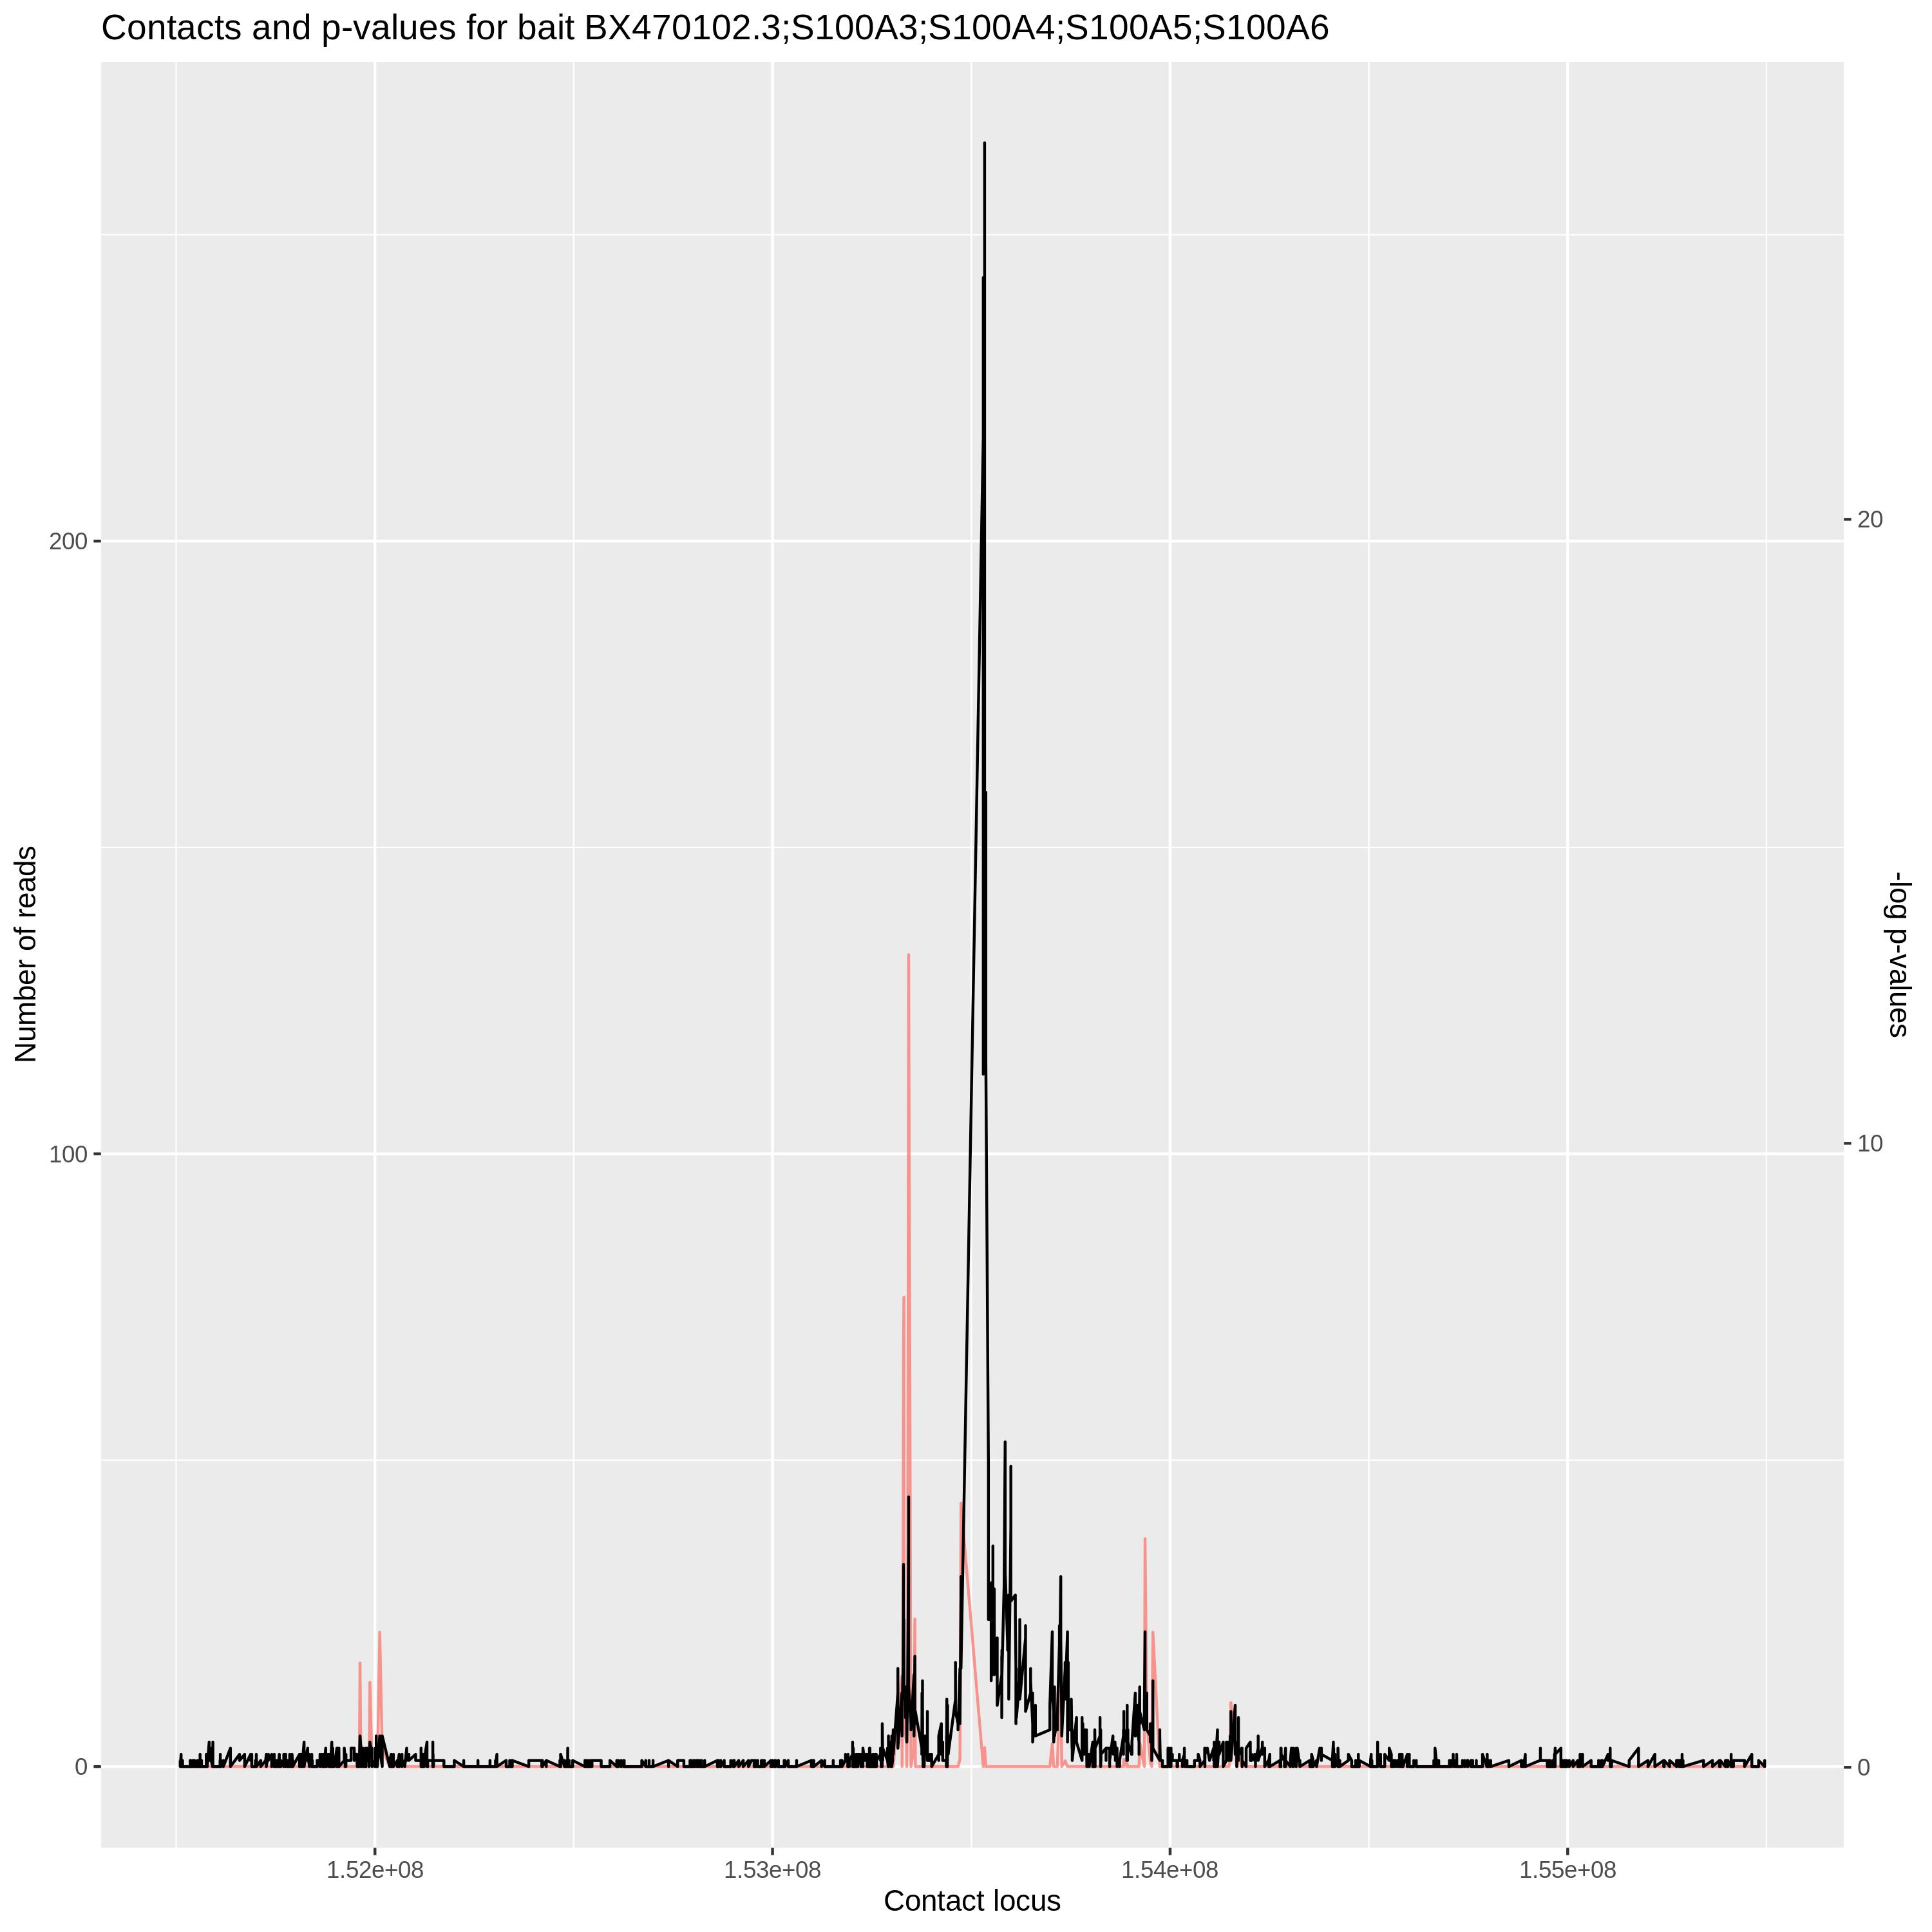 Contacts and p-values for bait BX470102.3;S100A3;S100A4;S100A5;S100A6
Number of reads
200
100
0
20
10
0
-log p-values
1.52e+08 1.53e+08 1.54e+08 1.55e+08
Contact locus